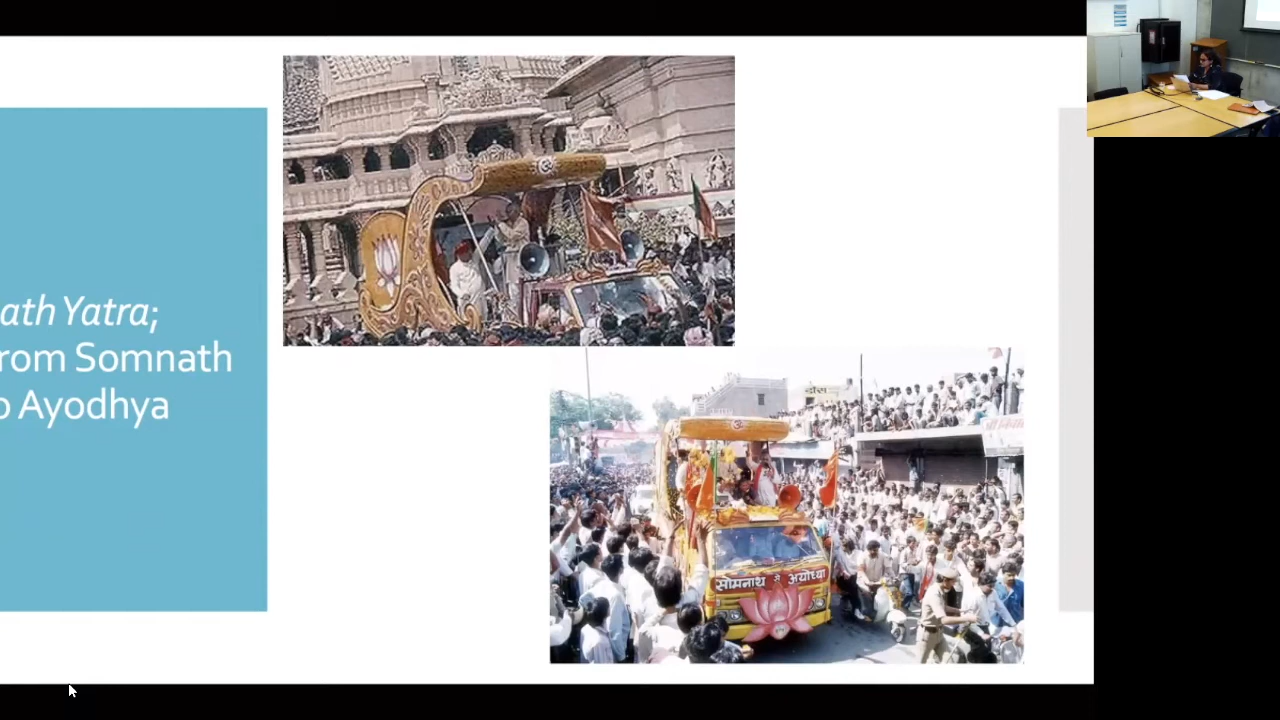 ath Yatra;
rom Somnath
o Ayodhya
ॐ
ॐ
सोमनाथ से अयोध्या